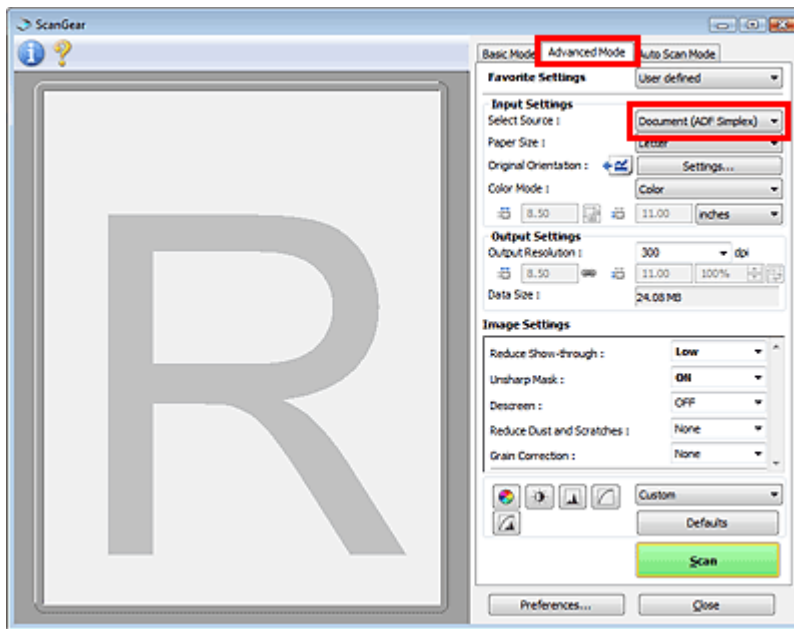 ScanGear
Basic Mode Advanced Mode Auto Scan Mode
Favorite Settings User defined
Input Settings
Select Source : Document (ADF Simplex)
Paper Size : Letter
Original Orientation : Settings...
Color Mode : Color
8.50 11.00 inches
Output Settings
Output Resolution : 300 dpi
8.50 11.00 100%
Data Size : 24.08 MB
Image Settings
Reduce Show-through : Low
Unsharp Mask : ON
Descreen : OFF
Reduce Dust and Scratches : None
Grain Correction : None
Custom
Defaults
Scan
Preferences... Close
R